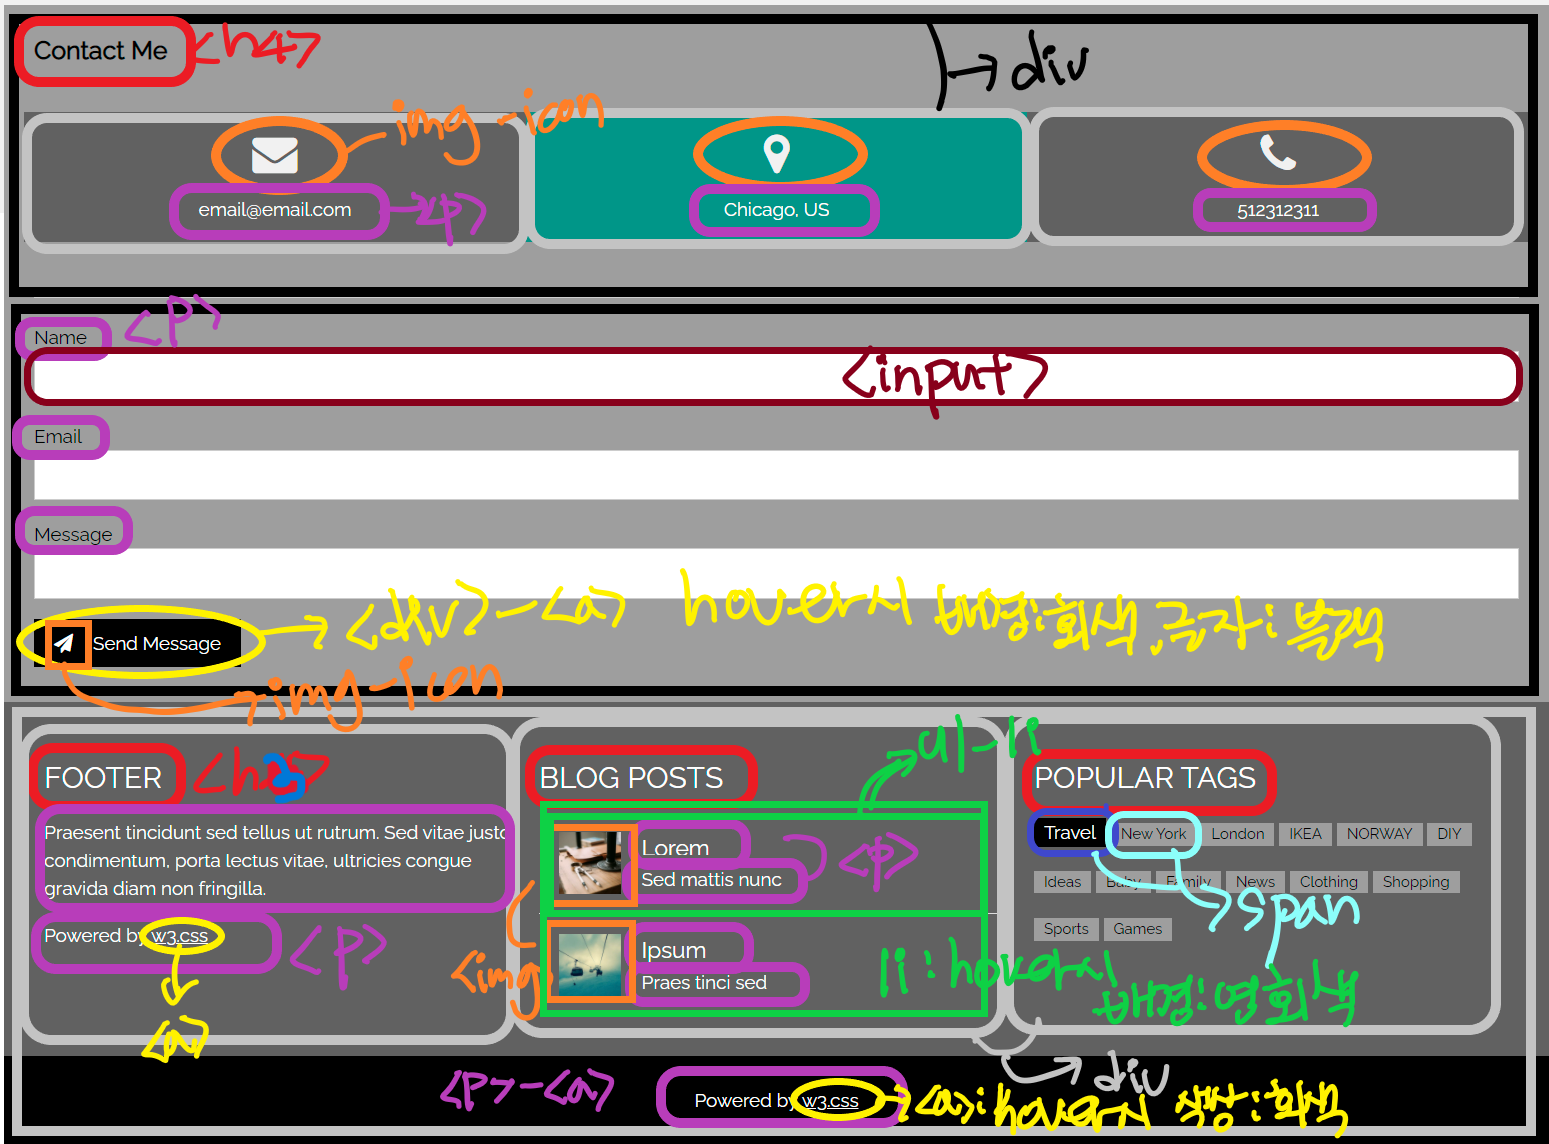 Contact Me <h4>
→ div
img - icon
email@email.com → <p>
Chicago, US
512312311
Name <p>
<input>
Email
Message
Send Message → <div> - <a> hover시 배경:회색, 글자:블랙
→ img - icon
FOOTER <h3>
Praesent tincidunt sed tellus ut rutrum. Sed vitae justo
condimentum, porta lectus vitae, ultricies congue
gravida diam non fringilla.
Powered by w3.css <p>
<a>
BLOG POSTS
ul - li
Lorem
Sed mattis nunc
<p>
Ipsum
Praes tinci sed
<img
li : hover시
배경:연회색
POPULAR TAGS
Travel New York London IKEA NORWAY DIY
Ideas Baby Family News Clothing Shopping
span
Sports Games
→ div
<p> - <a>
Powered by w3.css → <a>: hover시 색상:회색